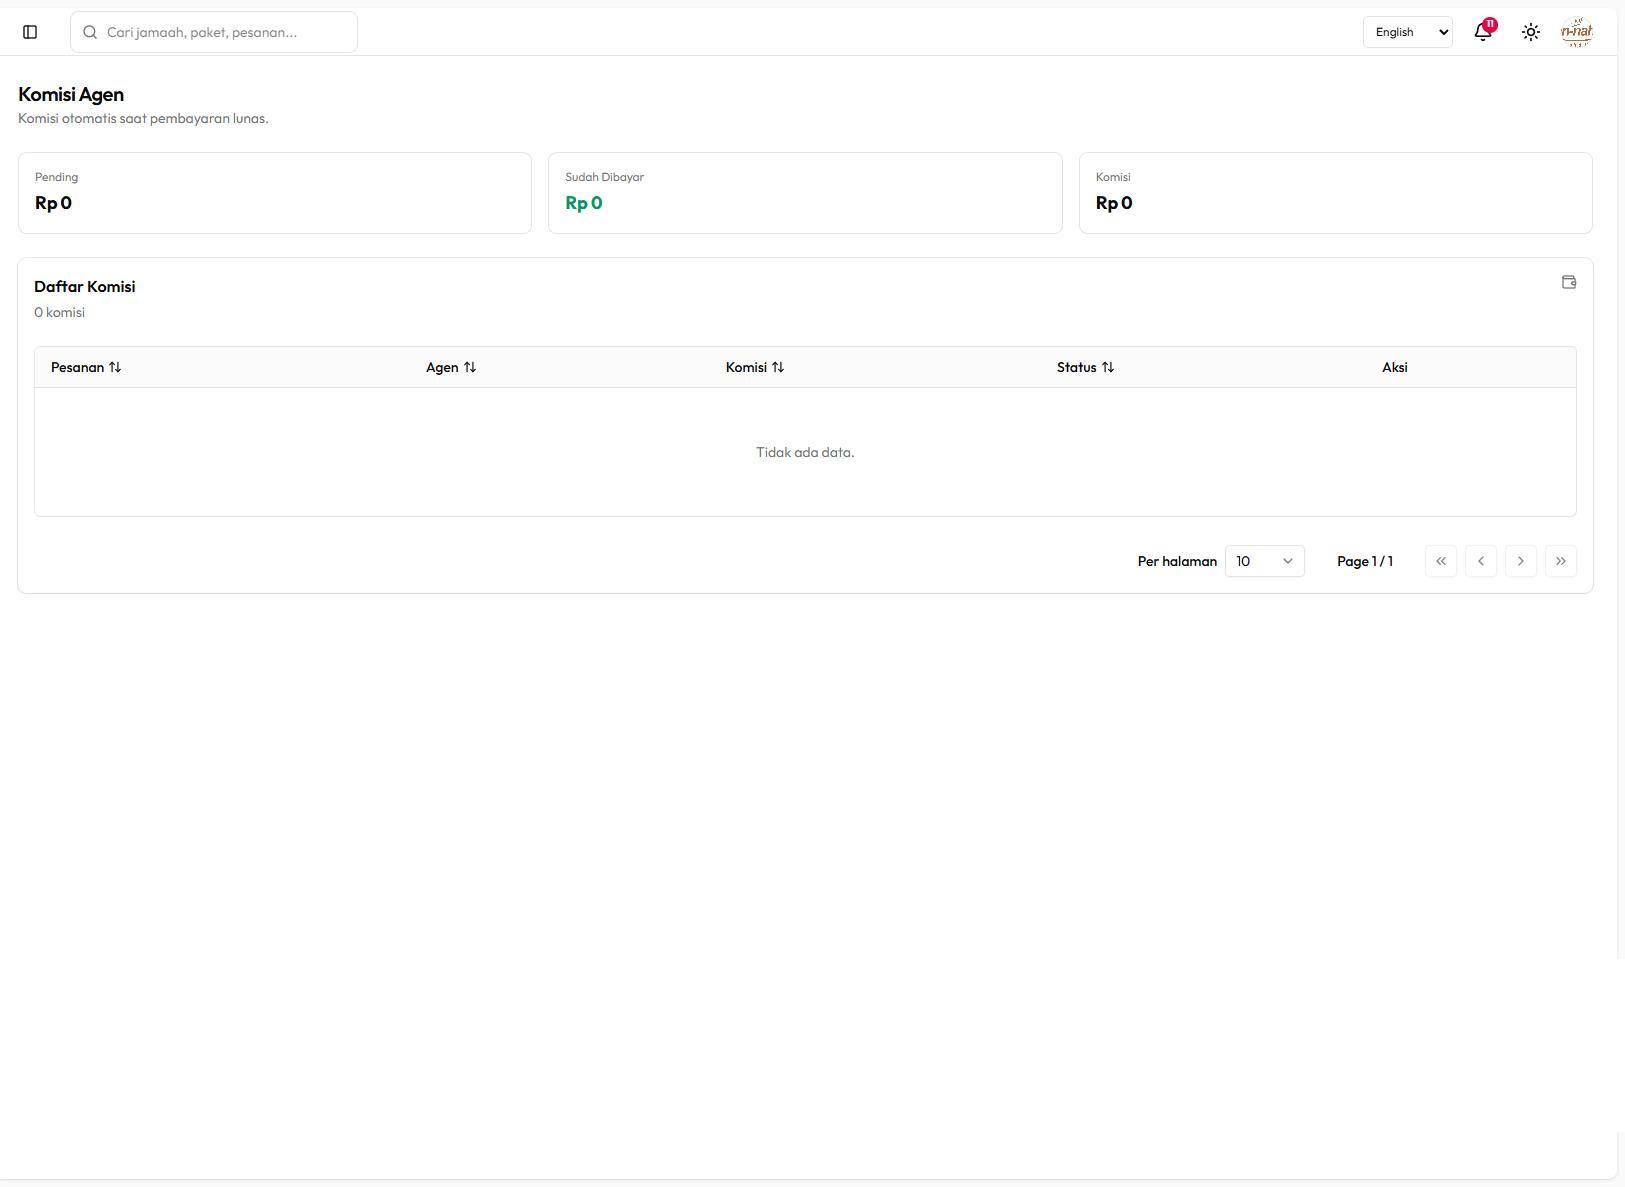 Cari jamaah, paket, pesanan...
English
11
Komisi Agen
Komisi otomatis saat pembayaran lunas.
Pending
Rp 0
Sudah Dibayar
Rp 0
Komisi
Rp 0
Daftar Komisi
0 komisi
Pesanan Agen Komisi Status Aksi
Tidak ada data.
Per halaman 10 Page 1 / 1